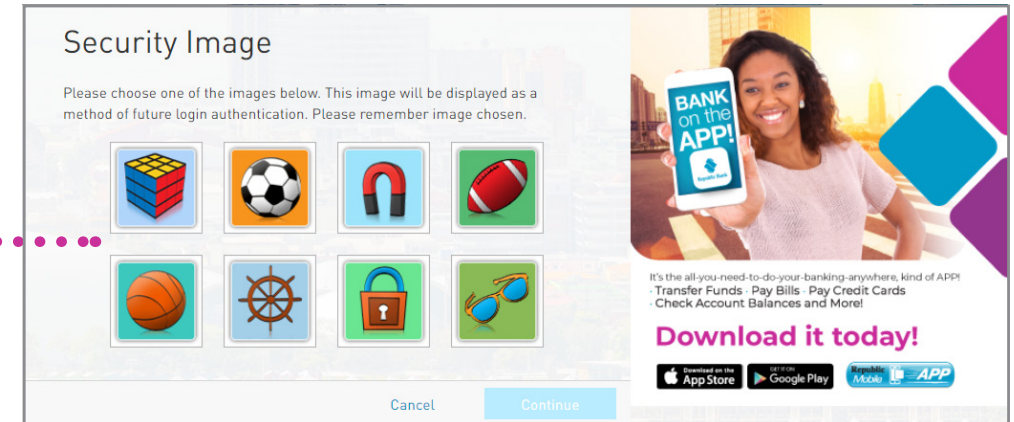 Security Image
Please choose one of the images below. This image will be displayed as a
method of future login authentication. Please remember image chosen.
Cancel
Continue
BANK
on the
APP!
Republic Bank
It's the all-you-need-to-do-your-banking-anywhere, kind of APP!
· Transfer Funds · Pay Bills · Pay Credit Cards
· Check Account Balances and More!
Download it today!
Download on the
App Store
GET IT ON
Google Play
Republic
Mobile
APP